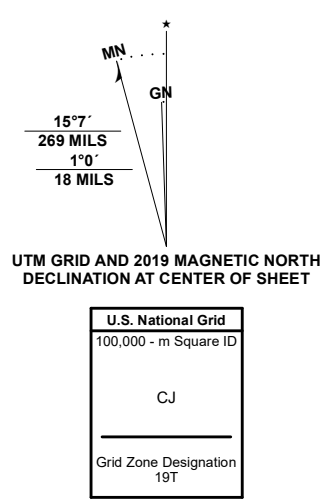 MN
GN
15°7´
269 MILS
1°0´
18 MILS
UTM GRID AND 2019 MAGNETIC NORTH
DECLINATION AT CENTER OF SHEET
U.S. National Grid
100,000 - m Square ID
CJ
Grid Zone Designation
19T